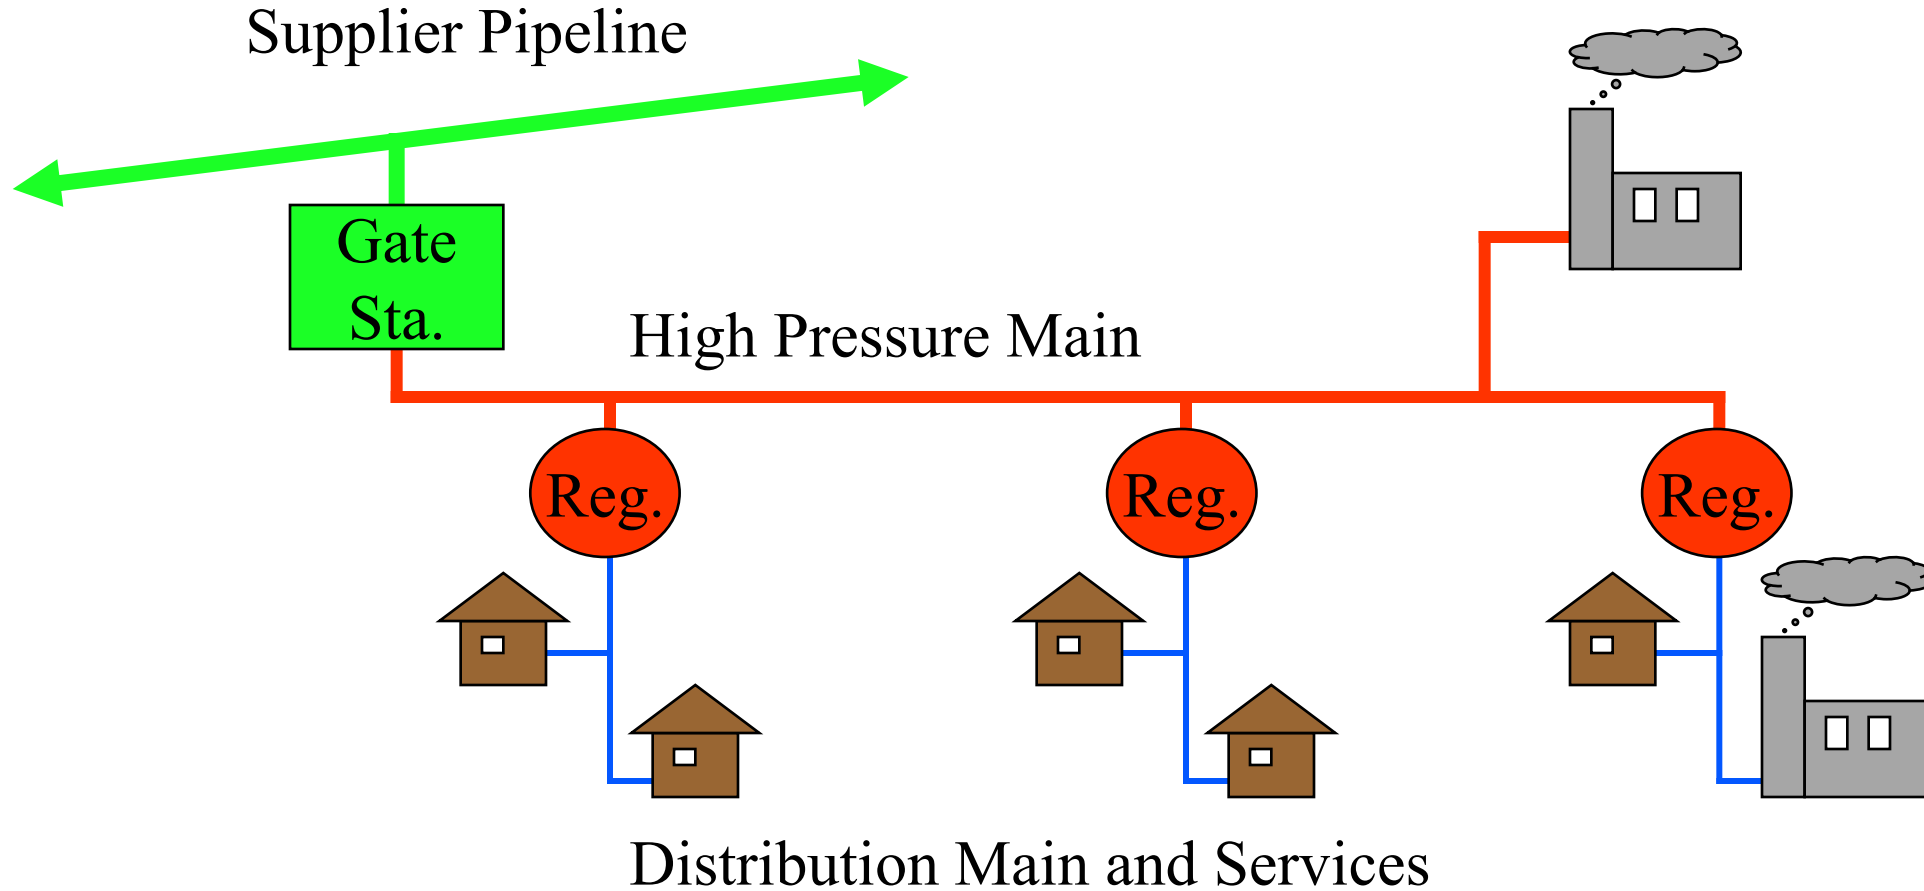 Supplier Pipeline
Gate
Sta.
High Pressure Main
Reg.
Reg.
Reg.
Distribution Main and Services